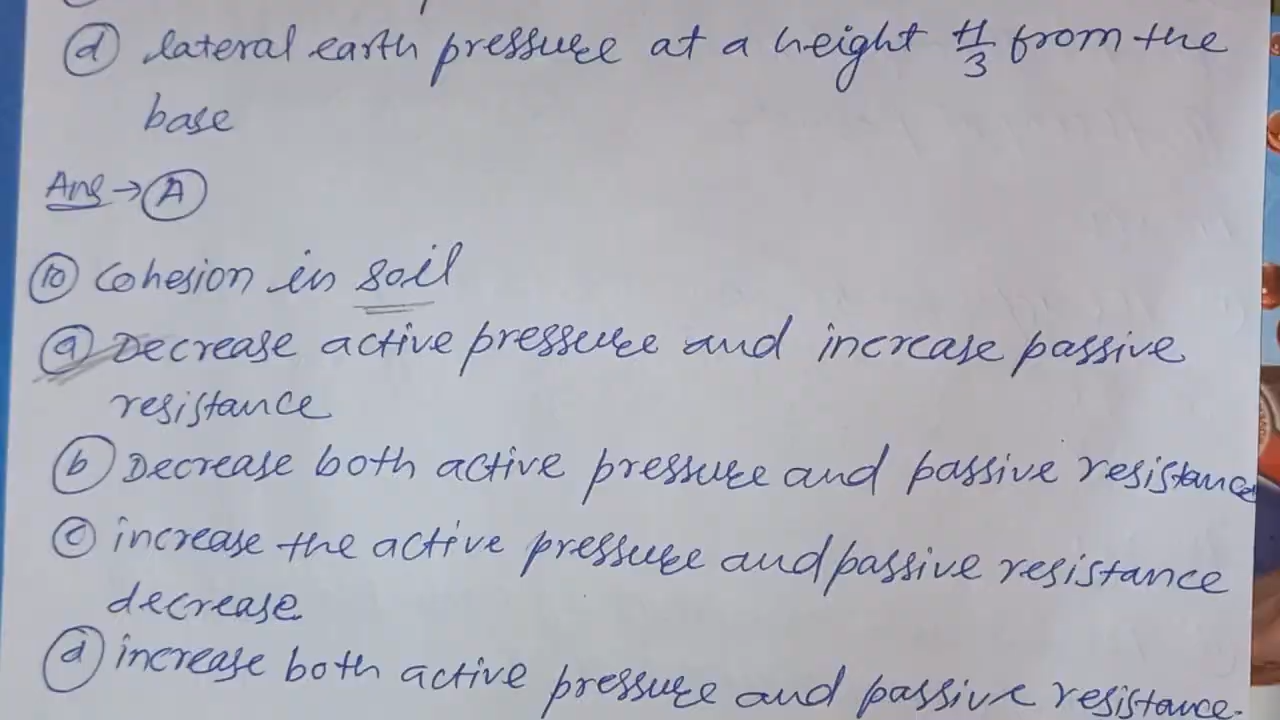 (d) lateral earth pressure at a height H/3 from the
base
Ans → (A)
(10) Cohesion in soil
(a) Decrease active pressure and increase passive
resistance
(b) Decrease both active pressure and passive resistance
(c) increase the active pressure and passive resistance
decrease
(d) increase both active pressure and passive resistance.